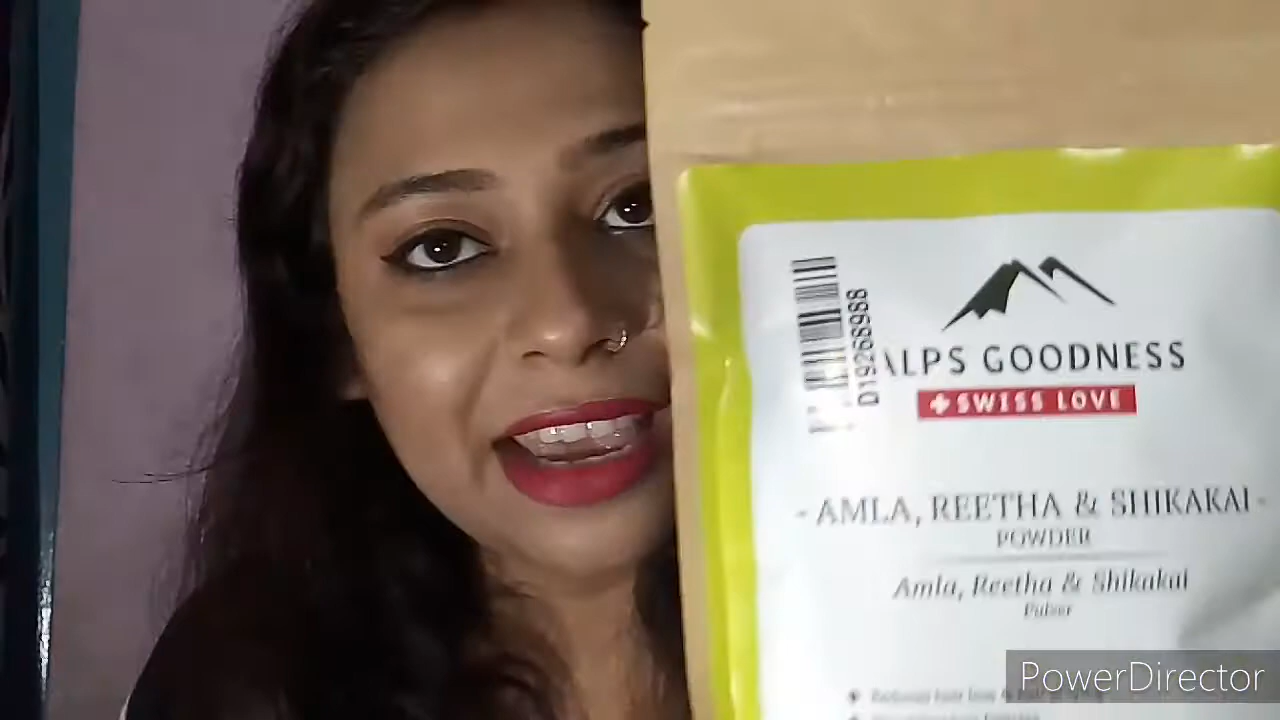 D19268988
ALPS GOODNESS
+ SWISS LOVE
- AMLA, REETHA & SHIKAKAI -
POWDER
Amla, Reetha & Shikakai
Pulver
PowerDirector